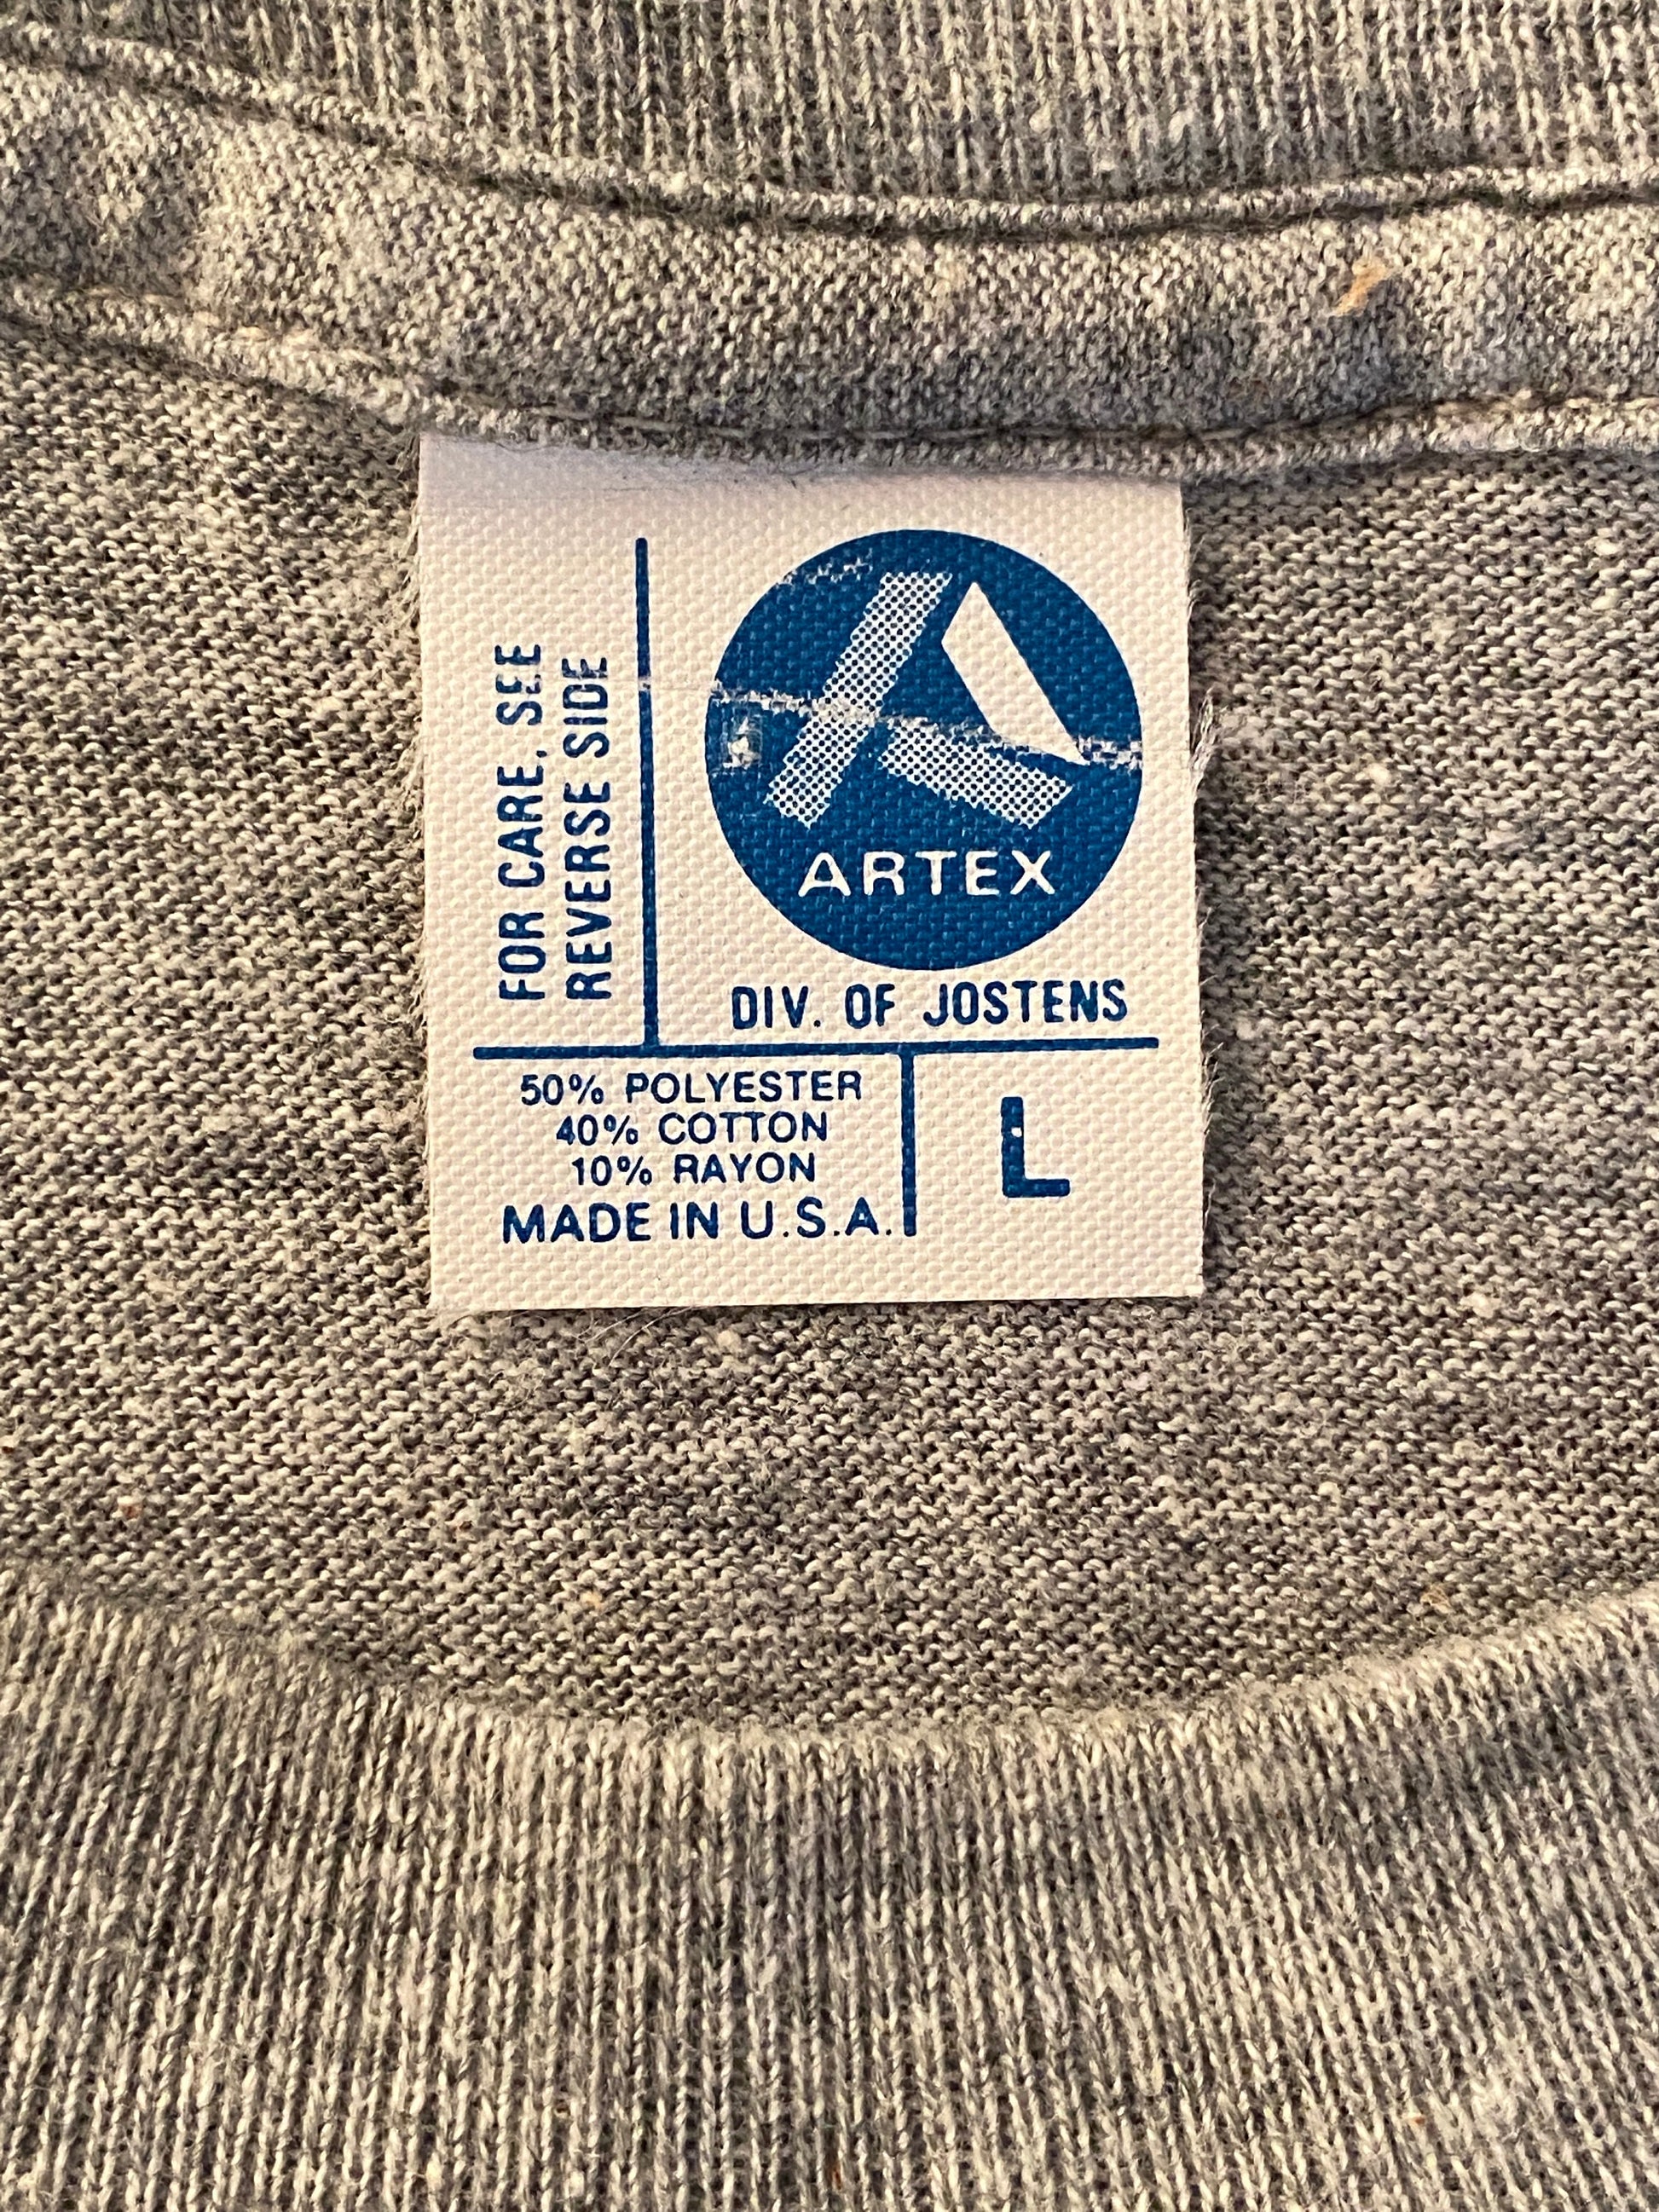 FOR CARE, SEE
REVERSE SIDE
ARTEX
DIV. OF JOSTENS
50% POLYESTER
40% COTTON
10% RAYON
MADE IN U.S.A.
L